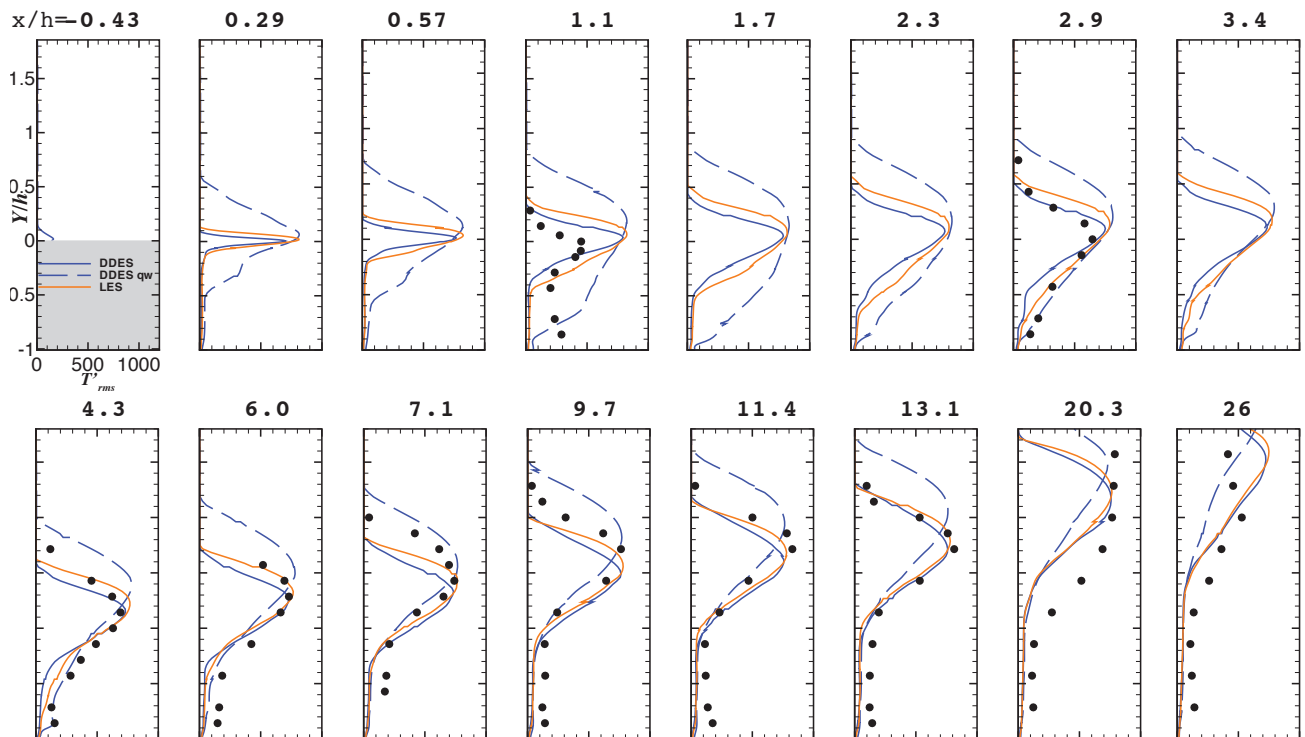 x/h=-0.43 0.29 0.57 1.1 1.7 2.3 2.9 3.4
1.5
1
0.5
Y/h
0
DDES
DDES qw
LES
0.5
-1
0 500 1000
T'rms
4.3 6.0 7.1 9.7 11.4 13.1 20.3 26